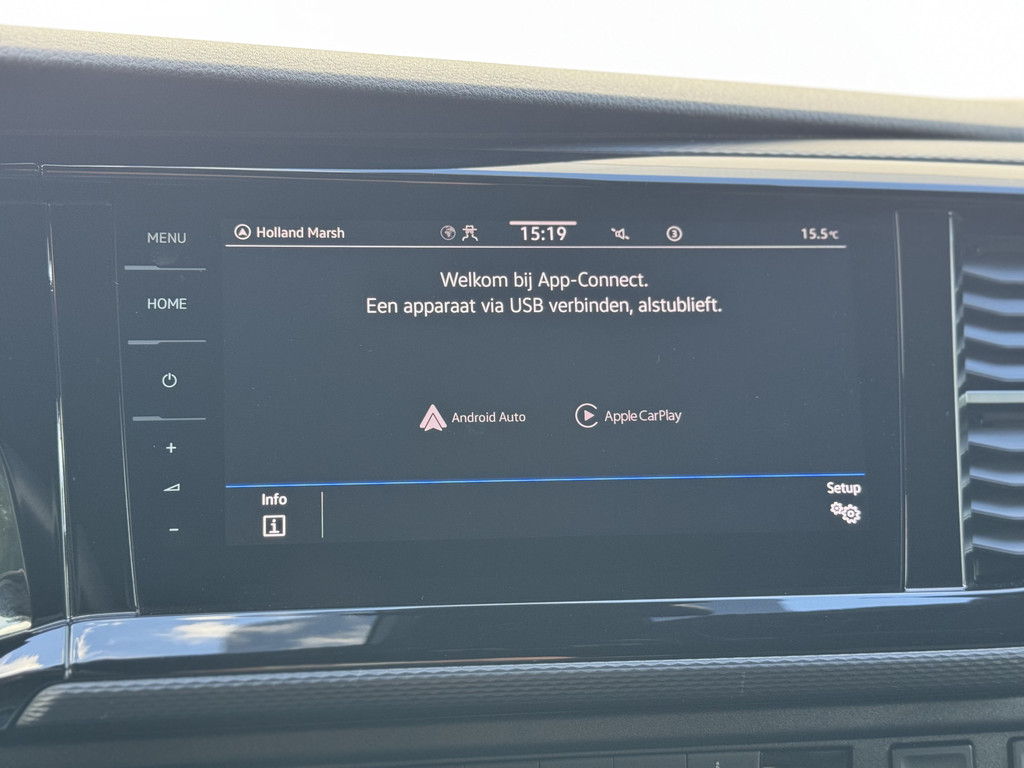 MENU
Holland Marsh
15:19
3
15.5°C
HOME
Welkom bij App-Connect.
Een apparaat via USB verbinden, alstublieft.
Android Auto
Apple CarPlay
+
-
Info
i
Setup